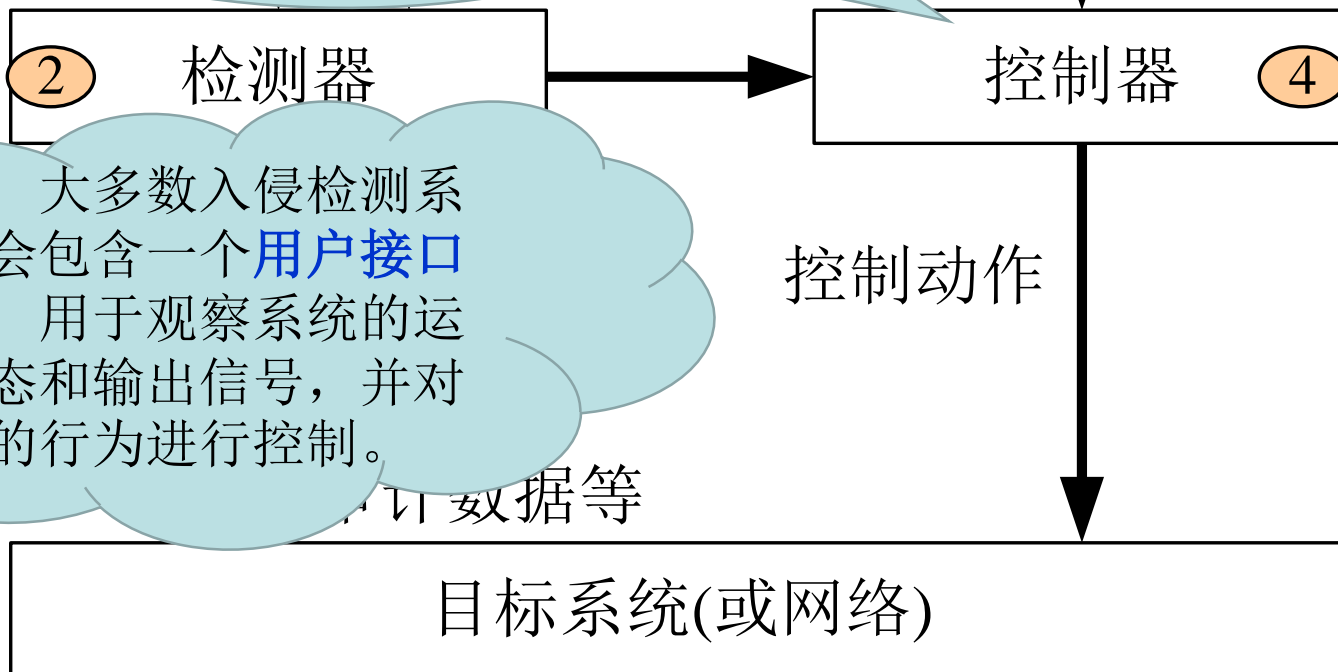 2 检测器
控制器 4
大多数入侵检测系
会包含一个用户接口
用于观察系统的运
态和输出信号，并对
的行为进行控制。
控制动作
计数据等
目标系统(或网络)